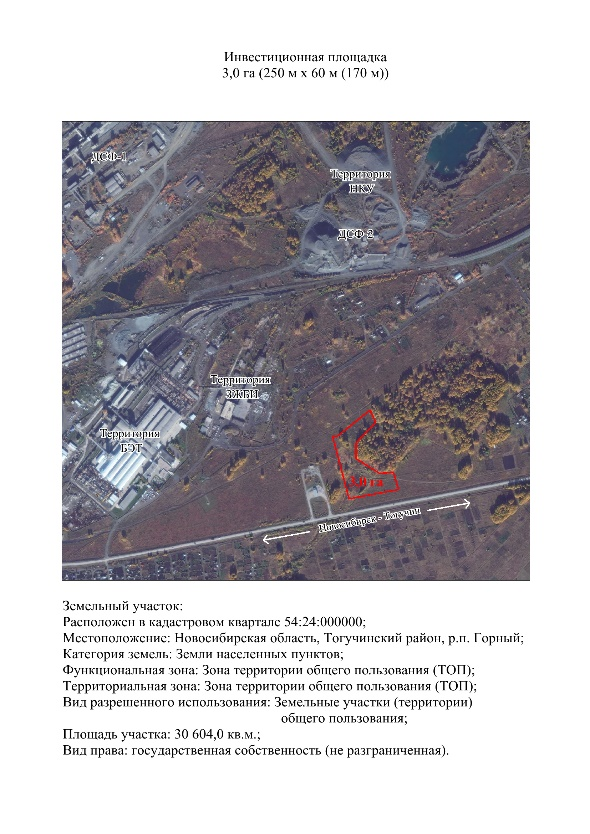 Инвестиционная площадка
3,0 га (250 м х 60 м (170 м))
ДСФ-1
Территория
НКУ
ДСФ-2
Территория
ЗЖБИ
Территория
БЭТ
3,0 га
Новосибирск - Тогучин
Земельный участок:
Расположен в кадастровом квартале 54:24:000000;
Местоположение: Новосибирская область, Тогучинский район, р.п. Горный;
Категория земель: Земли населенных пунктов;
Функциональная зона: Зона территории общего пользования (ТОП);
Территориальная зона: Зона территории общего пользования (ТОП);
Вид разрешенного использования: Земельные участки (территории)
общего пользования;
Площадь участка: 30 604,0 кв.м.;
Вид права: государственная собственность (не разграниченная).